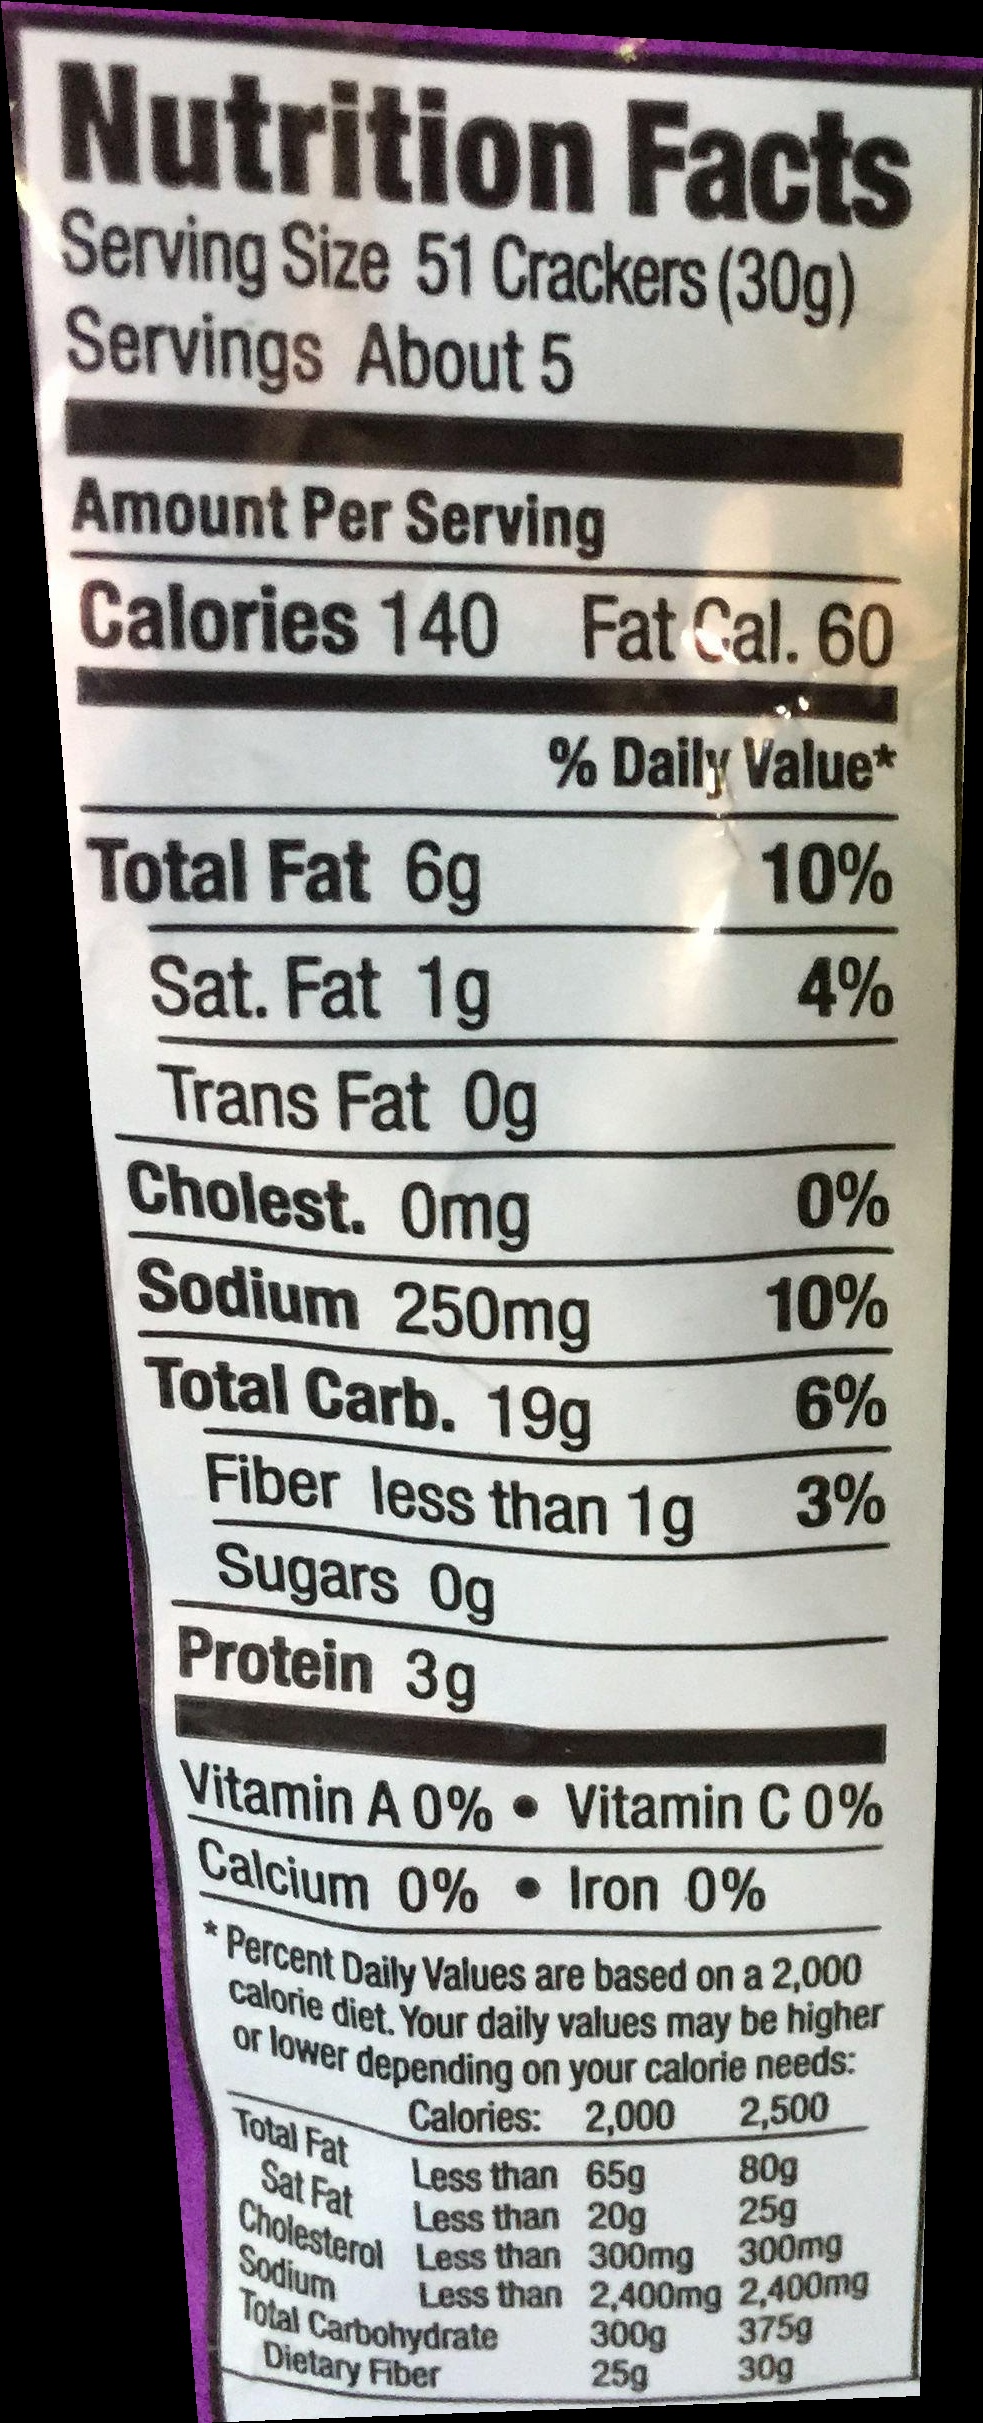 Nutrition Facts
Serving Size 51 Crackers (30g)
Servings About 5
Amount Per Serving
Calories 140 Fat Cal. 60
% Daily Value*
Total Fat 6g 10%
Sat. Fat 1g 4%
Trans Fat 0g
Cholest. 0mg 0%
Sodium 250mg 10%
Total Carb. 19g 6%
Fiber less than 1g 3%
Sugars 0g
Protein 3g
Vitamin A 0% • Vitamin C 0%
Calcium 0% • Iron 0%
* Percent Daily Values are based on a 2,000
calorie diet. Your daily values may be higher
or lower depending on your calorie needs:
Calories: 2,000 2,500
Total Fat Less than 65g 80g
Sat Fat Less than 20g 25g
Cholesterol Less than 300mg 300mg
Sodium Less than 2,400mg 2,400mg
Total Carbohydrate 300g 375g
Dietary Fiber 25g 30g